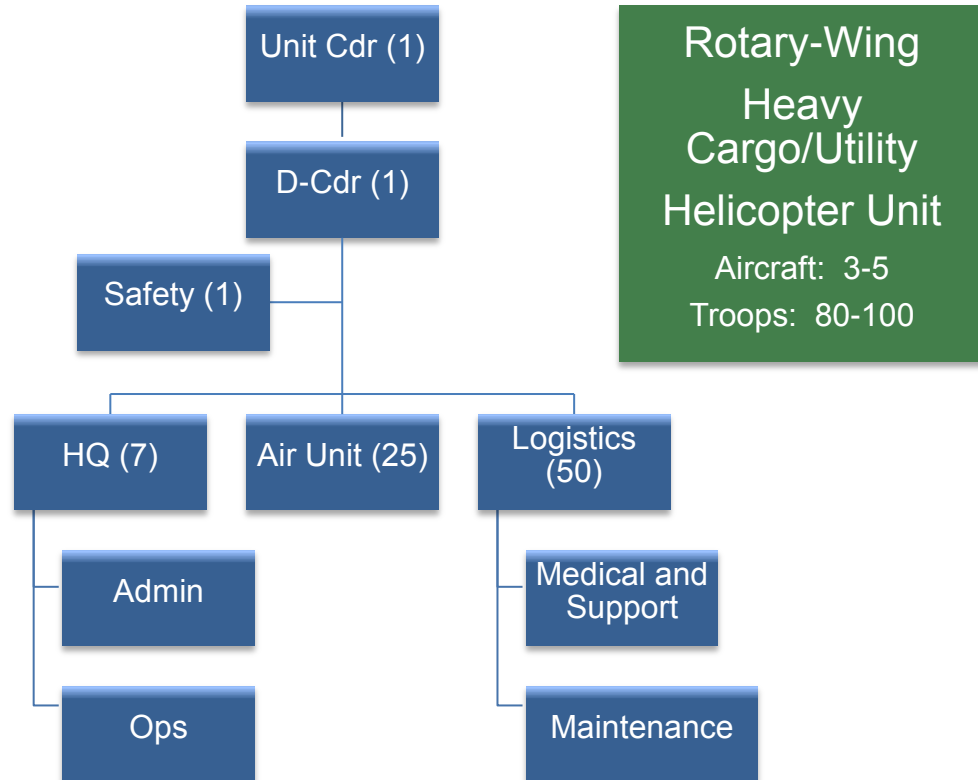 Unit Cdr (1)
D-Cdr (1)
Safety (1)
HQ (7)
Air Unit (25)
Logistics
(50)
Admin
Medical and
Support
Ops
Maintenance
Rotary-Wing
Heavy
Cargo/Utility
Helicopter Unit
Aircraft: 3-5
Troops: 80-100